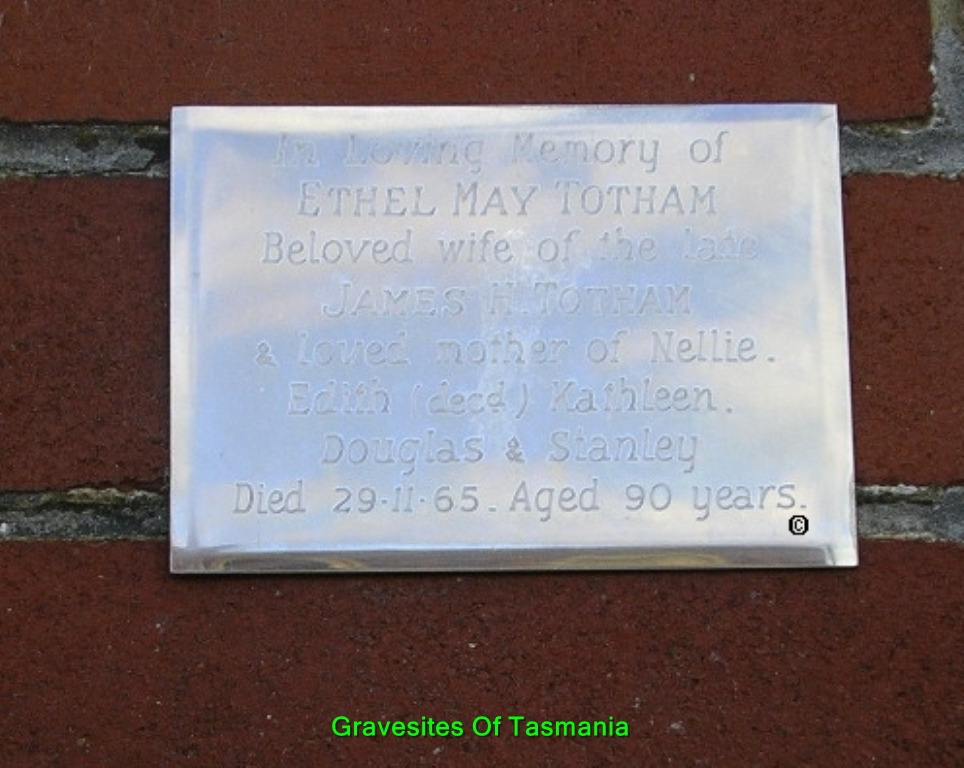 In Loving Memory of
ETHEL MAY TOTHAM
Beloved wife of the late
JAMES H. TOTHAM
& loved mother of Nellie.
Edith (decd) Kathleen.
Douglas & Stanley
Died 29·11·65. Aged 90 years.
©
Gravesites Of Tasmania